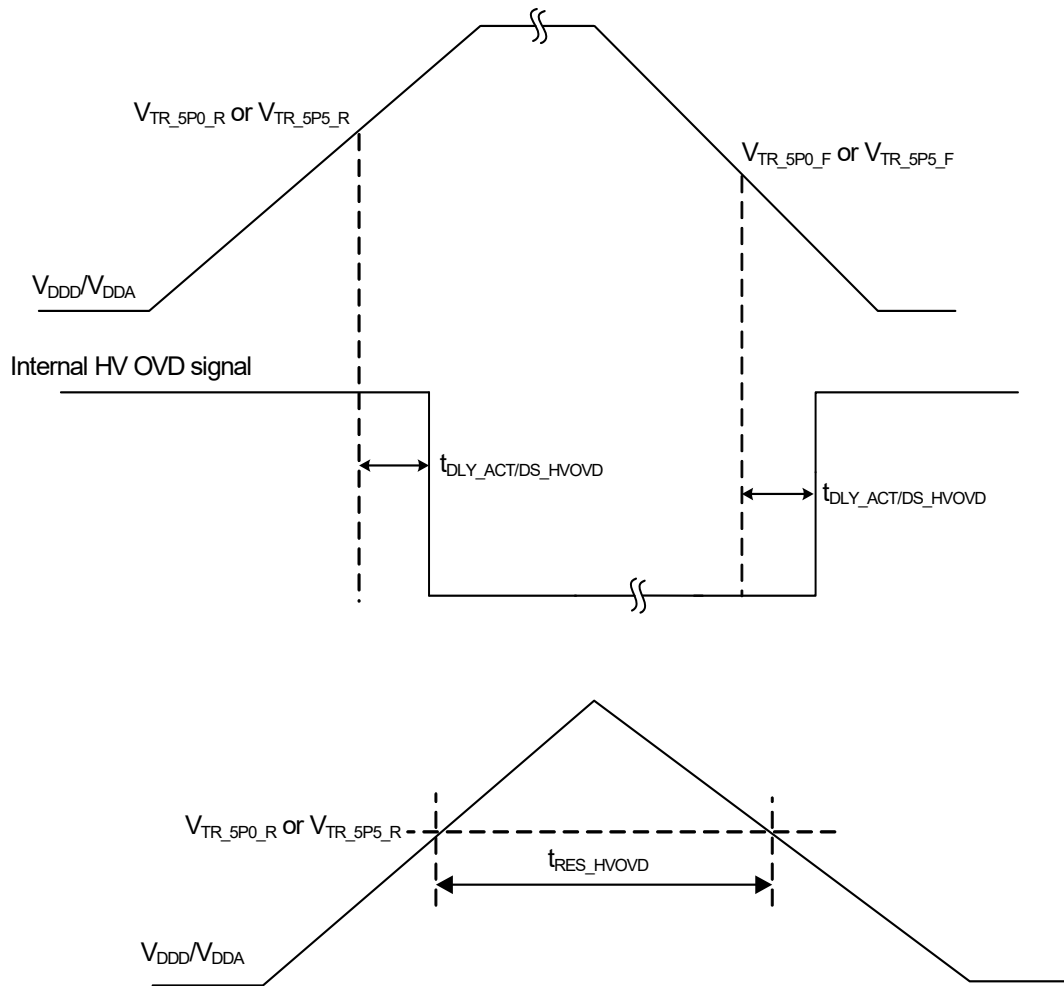 VTR_5P0_R or VTR_5P5_R
VTR_5P0_F or VTR_5P5_F
VDDD/VDDA
Internal HV OVD signal
tDLY_ACT/DS_HVOVD
tDLY_ACT/DS_HVOVD
VTR_5P0_R or VTR_5P5_R
tRES_HVOVD
VDDD/VDDA